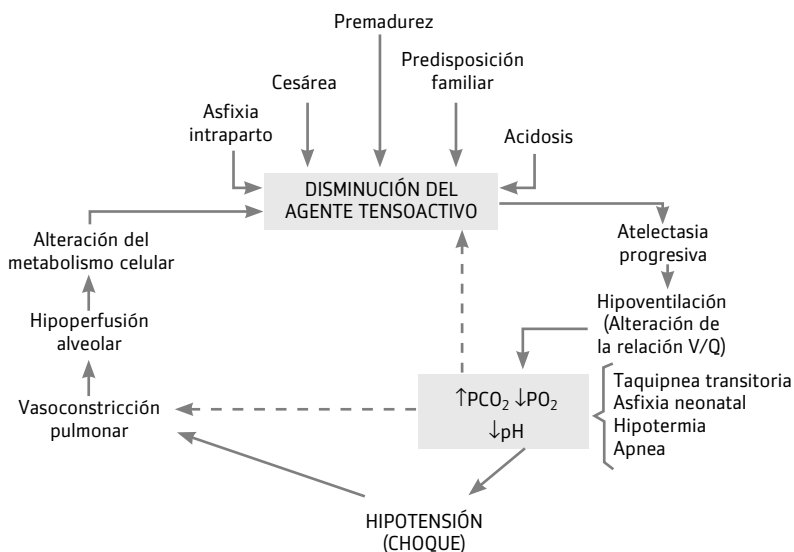 Premadurez
Predisposición
familiar
Cesárea
Asfixia
intraparto
Acidosis
DISMINUCIÓN DEL
AGENTE TENSOACTIVO
Alteración del
metabolismo celular
Atelectasia
progresiva
Hipoventilación
(Alteración de
la relación V/Q)
Hipoperfusión
alveolar
Vasoconstricción
pulmonar
↑PCO₂ ↓PO₂
↓pH
Taquipnea transitoria
Asfixia neonatal
Hipotermia
Apnea
HIPOTENSIÓN
(CHOQUE)